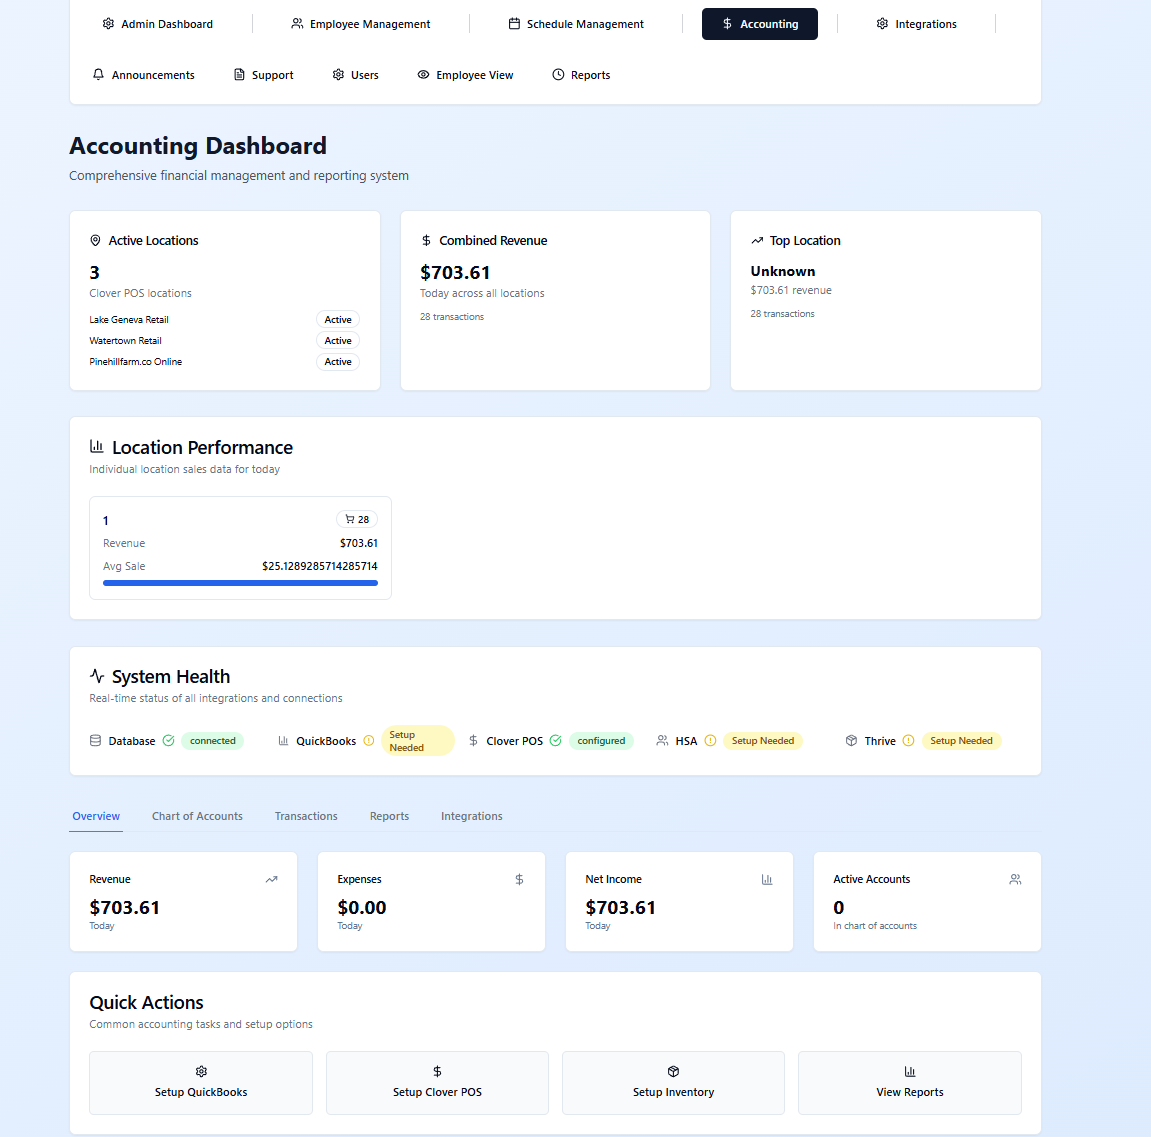 Admin Dashboard
Employee Management
Schedule Management
Accounting
Integrations
Announcements
Support
Users
Employee View
Reports
Accounting Dashboard
Comprehensive financial management and reporting system
Active Locations
3
Clover POS locations
Lake Geneva Retail Active
Watertown Retail Active
Pinehillfarm.co Online Active
Combined Revenue
$703.61
Today across all locations
28 transactions
Top Location
Unknown
$703.61 revenue
28 transactions
Location Performance
Individual location sales data for today
1 28
Revenue $703.61
Avg Sale $25.1289285714285714
System Health
Real-time status of all integrations and connections
Database connected
QuickBooks Setup
Needed
Clover POS configured
HSA Setup Needed
Thrive Setup Needed
Overview
Chart of Accounts
Transactions
Reports
Integrations
Revenue
$703.61
Today
Expenses
$0.00
Today
Net Income
$703.61
Today
Active Accounts
0
In chart of accounts
Quick Actions
Common accounting tasks and setup options
Setup QuickBooks
Setup Clover POS
Setup Inventory
View Reports